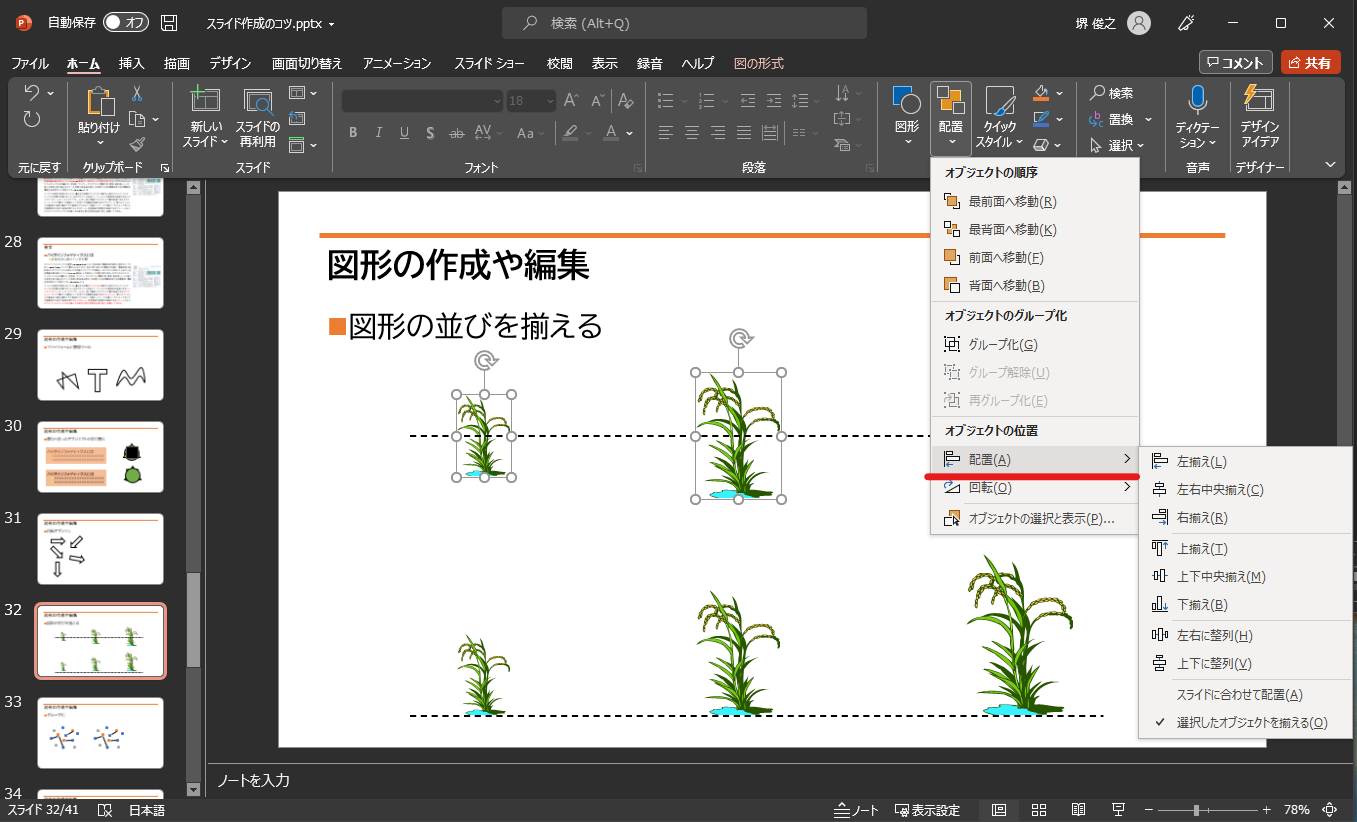 自動保存 オフ スライド作成のコツ.pptx 検索 (Alt+Q) 堺 俊之
ファイル ホーム 挿入 描画 デザイン 画面切り替え アニメーション スライド ショー 校閲 表示 録音 ヘルプ 図の形式 コメント 共有
貼り付け
新しい
スライド
スライドの
再利用
18
B I U S ab AV Aa A
図形
配置
クイック
スタイル
検索
置換
選択
ディクテー
ション
デザイン
アイデア
元に戻す クリップボード スライド フォント 段落 音声 デザイナー
オブジェクトの順序
最前面へ移動(R)
最背面へ移動(K)
前面へ移動(F)
背面へ移動(B)
オブジェクトのグループ化
グループ化(G)
グループ解除(U)
再グループ化(E)
オブジェクトの位置
配置(A)
回転(O)
オブジェクトの選択と表示(P)...
左揃え(L)
左右中央揃え(C)
右揃え(R)
上揃え(T)
上下中央揃え(M)
下揃え(B)
左右に整列(H)
上下に整列(V)
スライドに合わせて配置(A)
選択したオブジェクトを揃える(O)
28
29
30
31
32
33
34
図形の作成や編集
図形の並びを揃える
ノートを入力
スライド 32/41 日本語 ノート 表示設定 78%